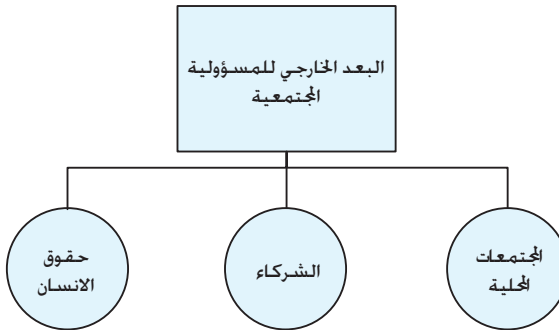 البعد الخارجي للمسؤولية
المجتمعية
المجتمعات
المحلية
الشركاء
حقوق
الانسان